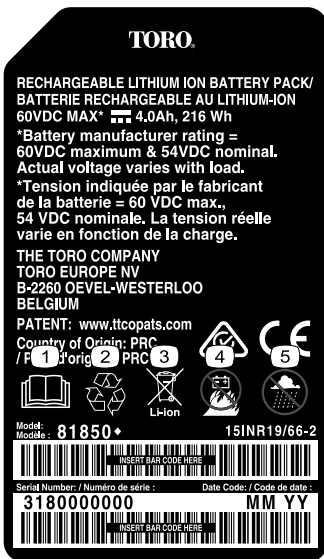 TORO.
RECHARGEABLE LITHIUM ION BATTERY PACK/
BATTERIE RECHARGEABLE AU LITHIUM-ION
60VDC MAX* 4.0Ah, 216 Wh
*Battery manufacturer rating =
60VDC maximum & 54VDC nominal.
Actual voltage varies with load.
*Tension indiquée par le fabricant
de la batterie = 60 VDC max.,
54 VDC nominale. La tension réelle
varie en fonction de la charge.
THE TORO COMPANY
TORO EUROPE NV
B-2260 OEVEL-WESTERLOO
BELGIUM
PATENT: www.ttcopats.com
Country of Origin: PRC
/ d'orig PRC
CE
1 2 3 4 5
Li-ion
Model:
Modèle : 81850♦ 15INR19/66-2
INSERT BAR CODE HERE
Serial Number: / Numéro de série : Date Code: / Code de date :
3180000000 MM YY
INSERT BAR CODE HERE